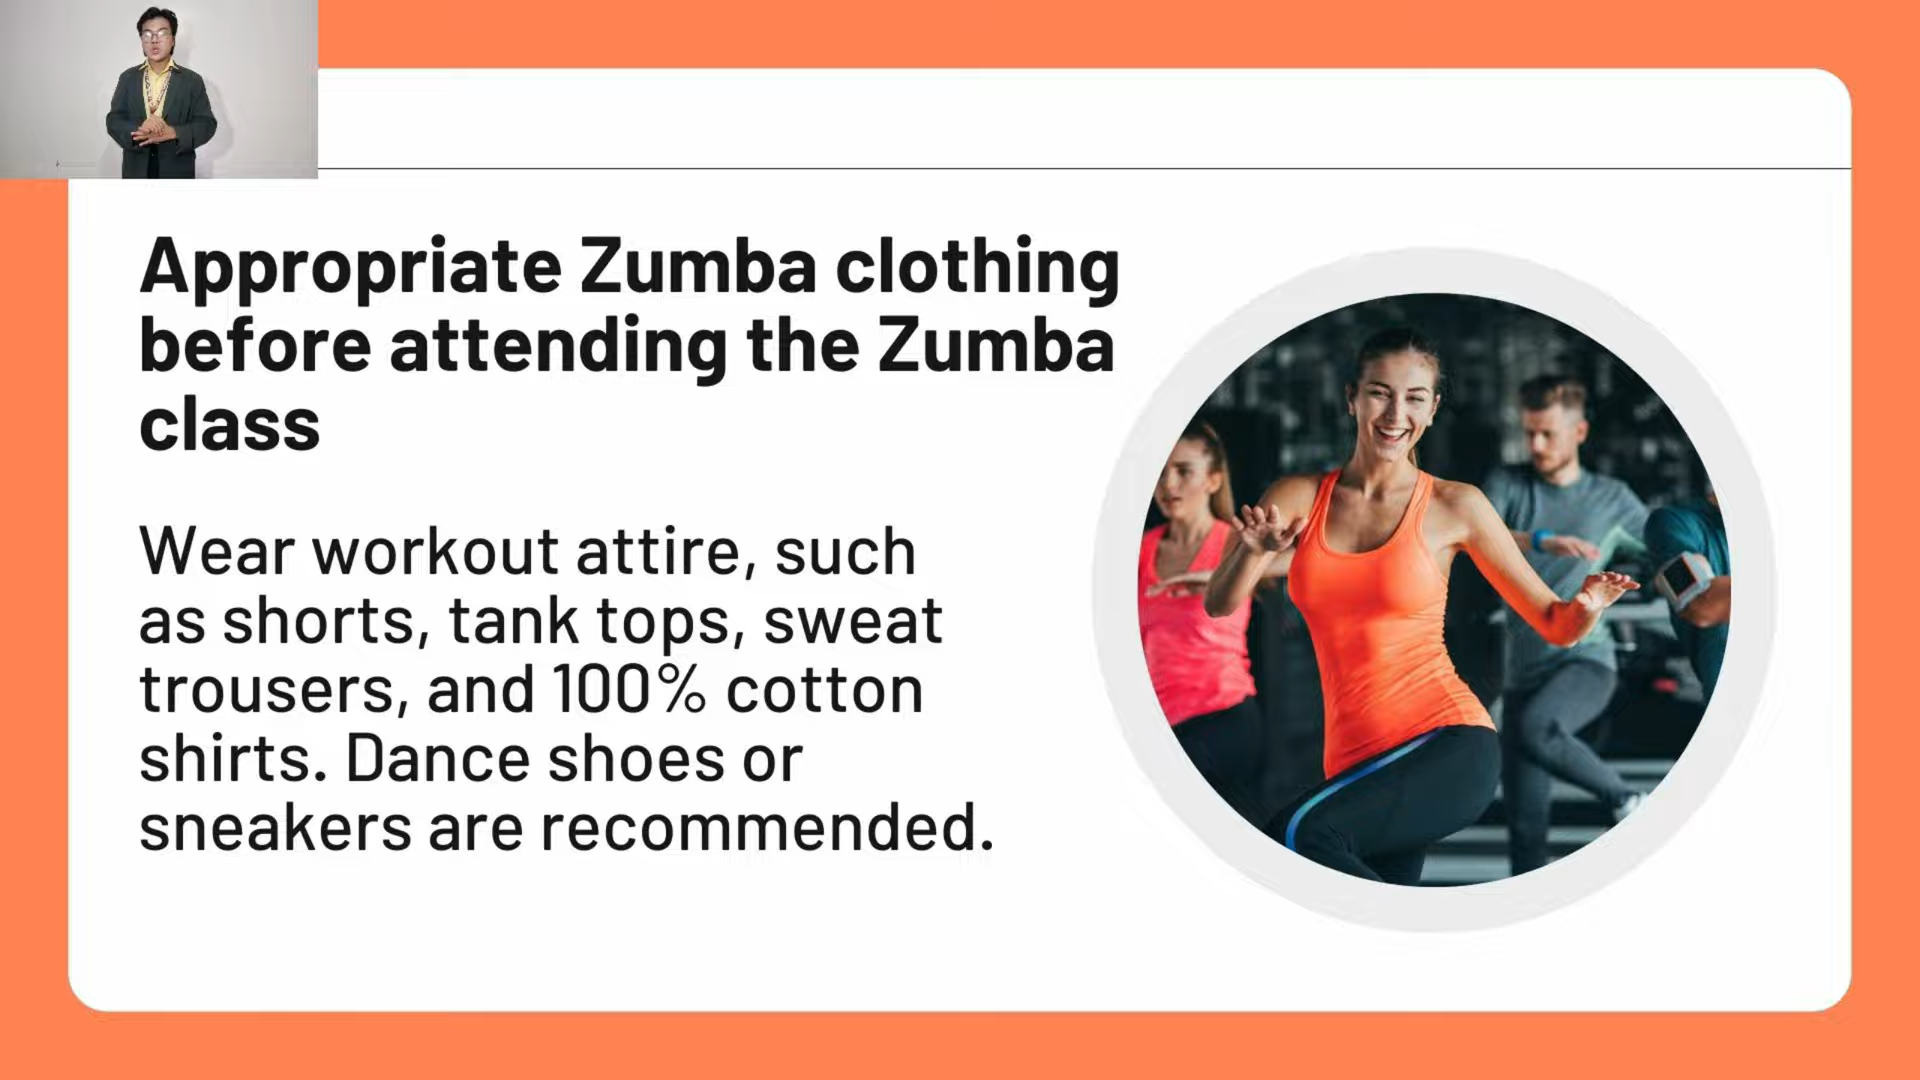 Appropriate Zumba clothing
before attending the Zumba
class
Wear workout attire, such
as shorts, tank tops, sweat
trousers, and 100% cotton
shirts. Dance shoes or
sneakers are recommended.